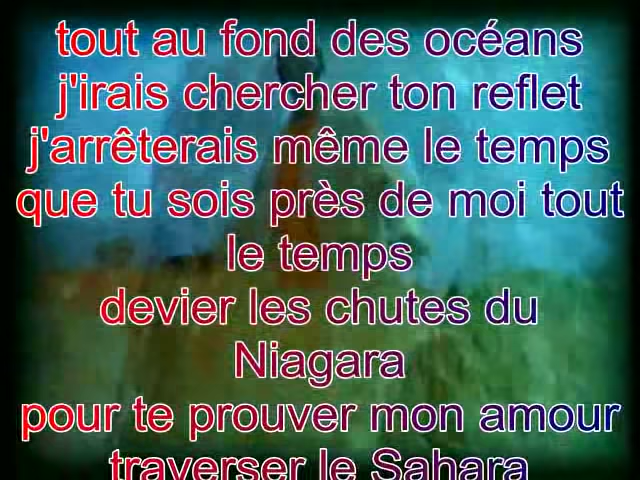 tout au fond des océans
j'irais chercher ton reflet
j'arrêterais même le temps
que tu sois près de moi tout
le temps
devier les chutes du
Niagara
pour te prouver mon amour
traverser le Sahara